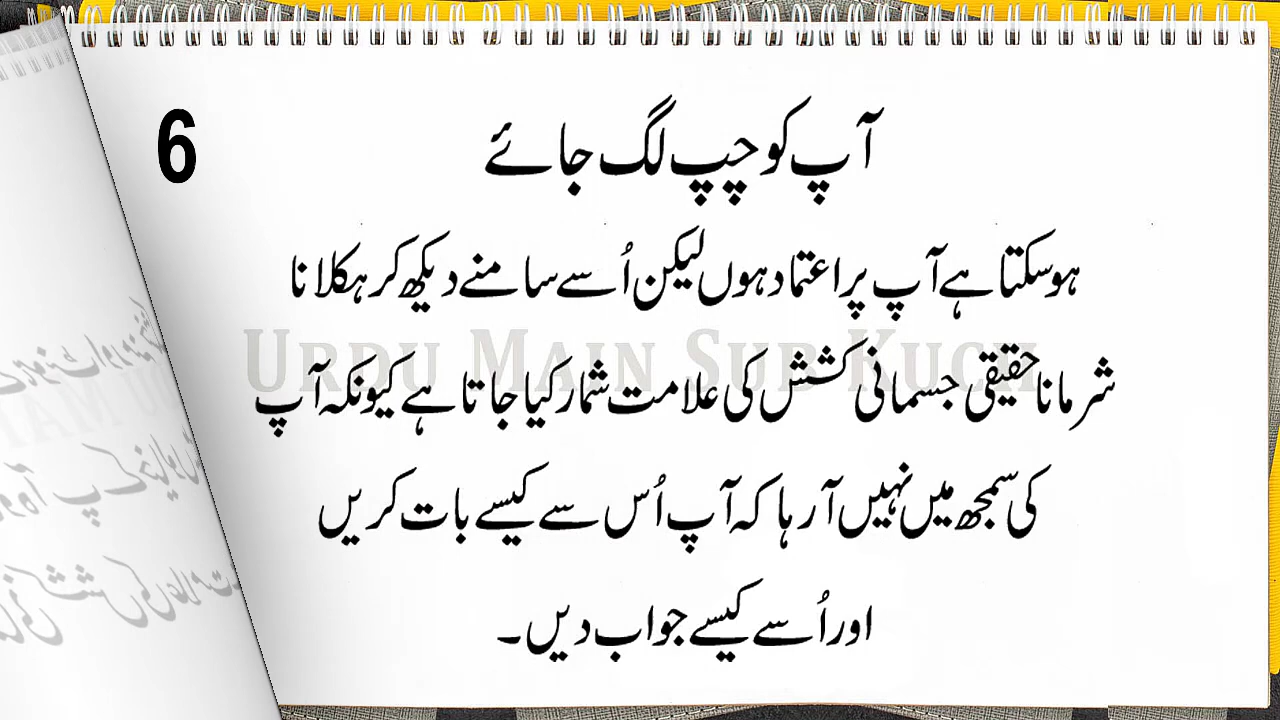 6
آپ کو چپ لگ جائے
ہوسکتا ہے آپ پراعتماد ہوں لیکن اُسے سامنے دیکھ کر ہکلانا
URDU MAIN SUB KUCH
شرمانا حقیقی جسمانی کشش کی علامت شمار کیا جاتا ہے کیونکہ آپ
کی سمجھ میں نہیں آ رہا کہ آپ اُس سے کیسے بات کریں
اور اُسے کیسے جواب دیں۔